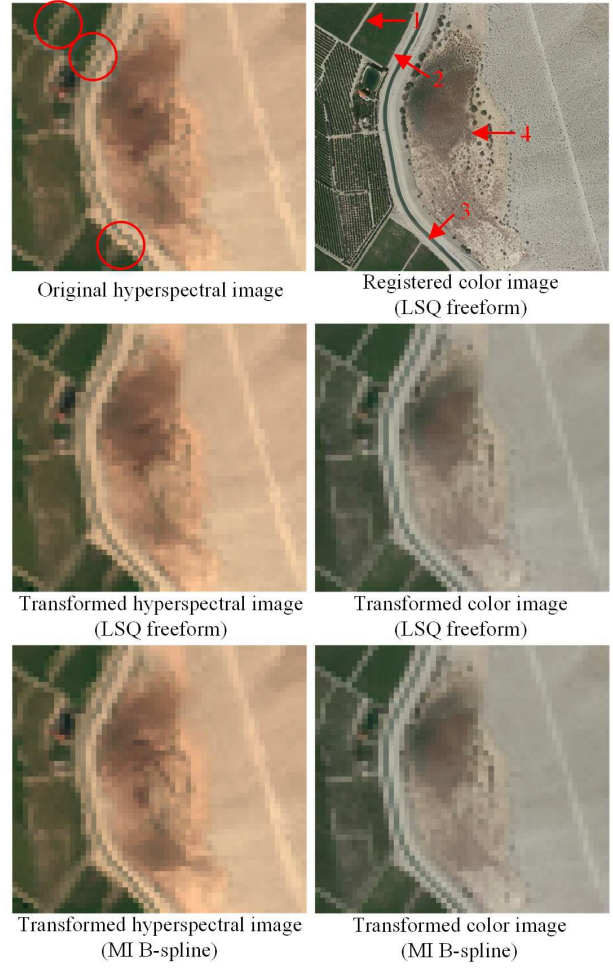 1
2
4
3
Original hyperspectral image
Registered color image
(LSQ freeform)
Transformed hyperspectral image
(LSQ freeform)
Transformed color image
(LSQ freeform)
Transformed hyperspectral image
(MI B-spline)
Transformed color image
(MI B-spline)